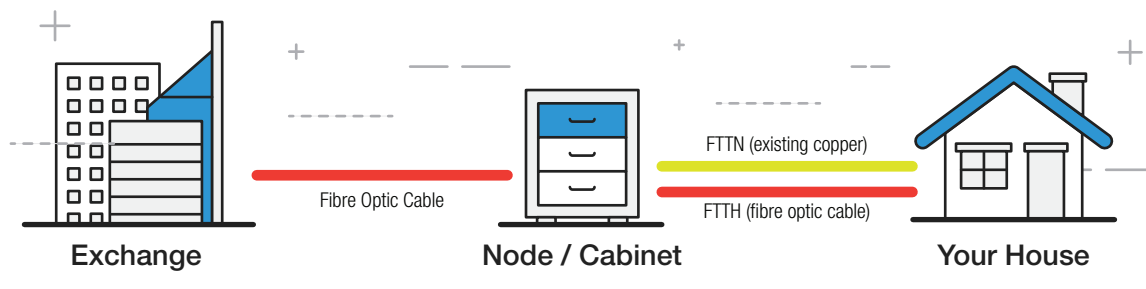 FTTN (existing copper)
Fibre Optic Cable
FTTH (fibre optic cable)
Exchange
Node / Cabinet
Your House